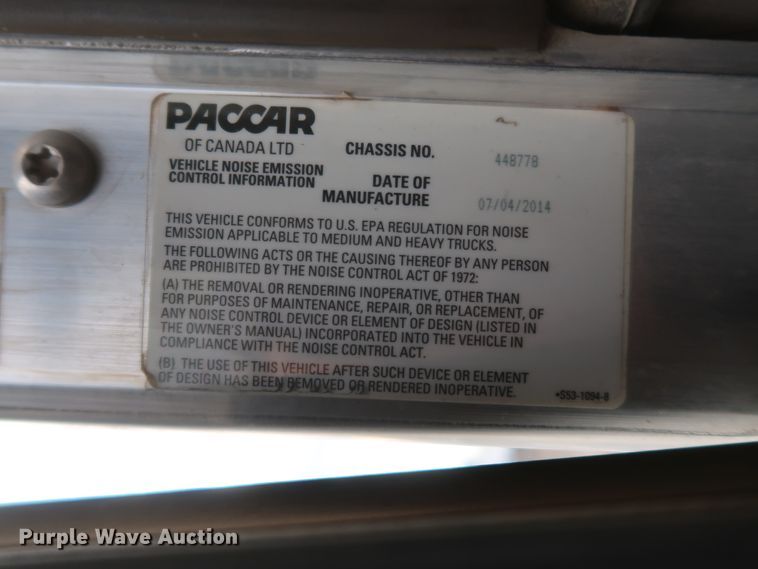 PACCAR
OF CANADA LTD
CHASSIS NO. 448778
VEHICLE NOISE EMISSION
CONTROL INFORMATION
DATE OF
MANUFACTURE 07/04/2014
THIS VEHICLE CONFORMS TO U.S. EPA REGULATION FOR NOISE
EMISSION APPLICABLE TO MEDIUM AND HEAVY TRUCKS.
THE FOLLOWING ACTS OR THE CAUSING THEREOF BY ANY PERSON
ARE PROHIBITED BY THE NOISE CONTROL ACT OF 1972:
(A) THE REMOVAL OR RENDERING INOPERATIVE, OTHER THAN
FOR PURPOSES OF MAINTENANCE, REPAIR, OR REPLACEMENT, OF
ANY NOISE CONTROL DEVICE OR ELEMENT OF DESIGN (LISTED IN
THE OWNER'S MANUAL) INCORPORATED INTO THE VEHICLE IN
COMPLIANCE WITH THE NOISE CONTROL ACT.
(B) THE USE OF THIS VEHICLE AFTER SUCH DEVICE OR ELEMENT
OF DESIGN HAS BEEN REMOVED OR RENDERED INOPERATIVE.
*S53-1094-8
Purple Wave Auction